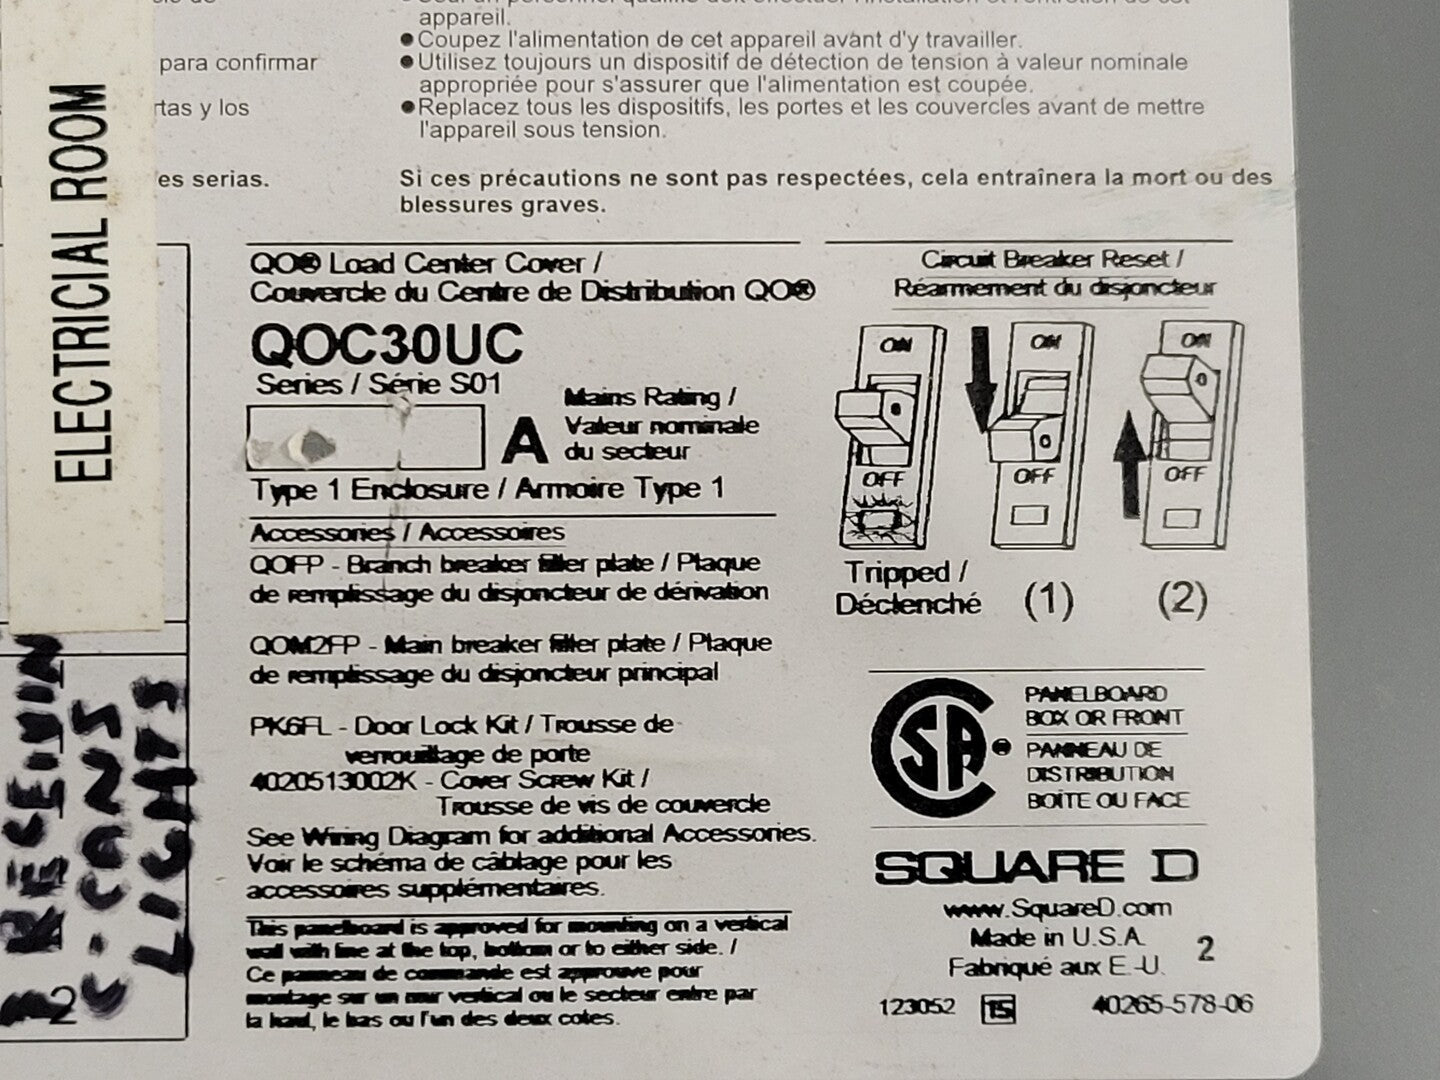 appareil.
●Coupez l'alimentation de cet appareil avant d'y travailler.
●Utilisez toujours un dispositif de détection de tension à valeur nominale
appropriée pour s'assurer que l'alimentation est coupée.
●Replacez tous les dispositifs, les portes et les couvercles avant de mettre
l'appareil sous tension.
Si ces précautions ne sont pas respectées, cela entraînera la mort ou des
blessures graves.
para confirmar
rtas y los
es serias.
ELECTRICIAL ROOM
QO® Load Center Cover /
Couvercle du Centre de Distribution QO®
QOC30UC
Series / Série S01
A
Mains Rating /
Valeur nominale
du secteur
Type 1 Enclosure / Armoire Type 1
Accessories / Accessoires
QOFP - Branch breaker filler plate / Plaque
de remplissage du disjoncteur de dérivation
QOM2FP - Main breaker filler plate / Plaque
de remplissage du disjoncteur principal
PK6FL - Door Lock Kit / Trousse de
verrouillage de porte
4020513002K - Cover Screw Kit /
Trousse de vis de couvercle
See Wiring Diagram for additional Accessories.
Voir le schéma de câblage pour les
accessoires supplémentaires.
This panelboard is approved for mounting on a vertical
wall with line at the top, bottom or to either side. /
Ce panneau de commande est approuve pour
montage sur un mur vertical ou le secteur entre par
la haut, le bas ou l'un des deux cotes.
Circuit Breaker Reset /
Réarmement du disjoncteur
ON
ON
ON
OFF
OFF
OFF
Tripped /
Déclenché
(1)
(2)
CSA
PANELBOARD
BOX OR FRONT
PANNEAU DE
DISTRIBUTION
BOÎTE OU FACE
SQUARE D
www.SquareD.com
Made in U.S.A.
Fabriqué aux E.-U.
2
123052
15
40265-578-06
C-CANS
LIGHTS
2